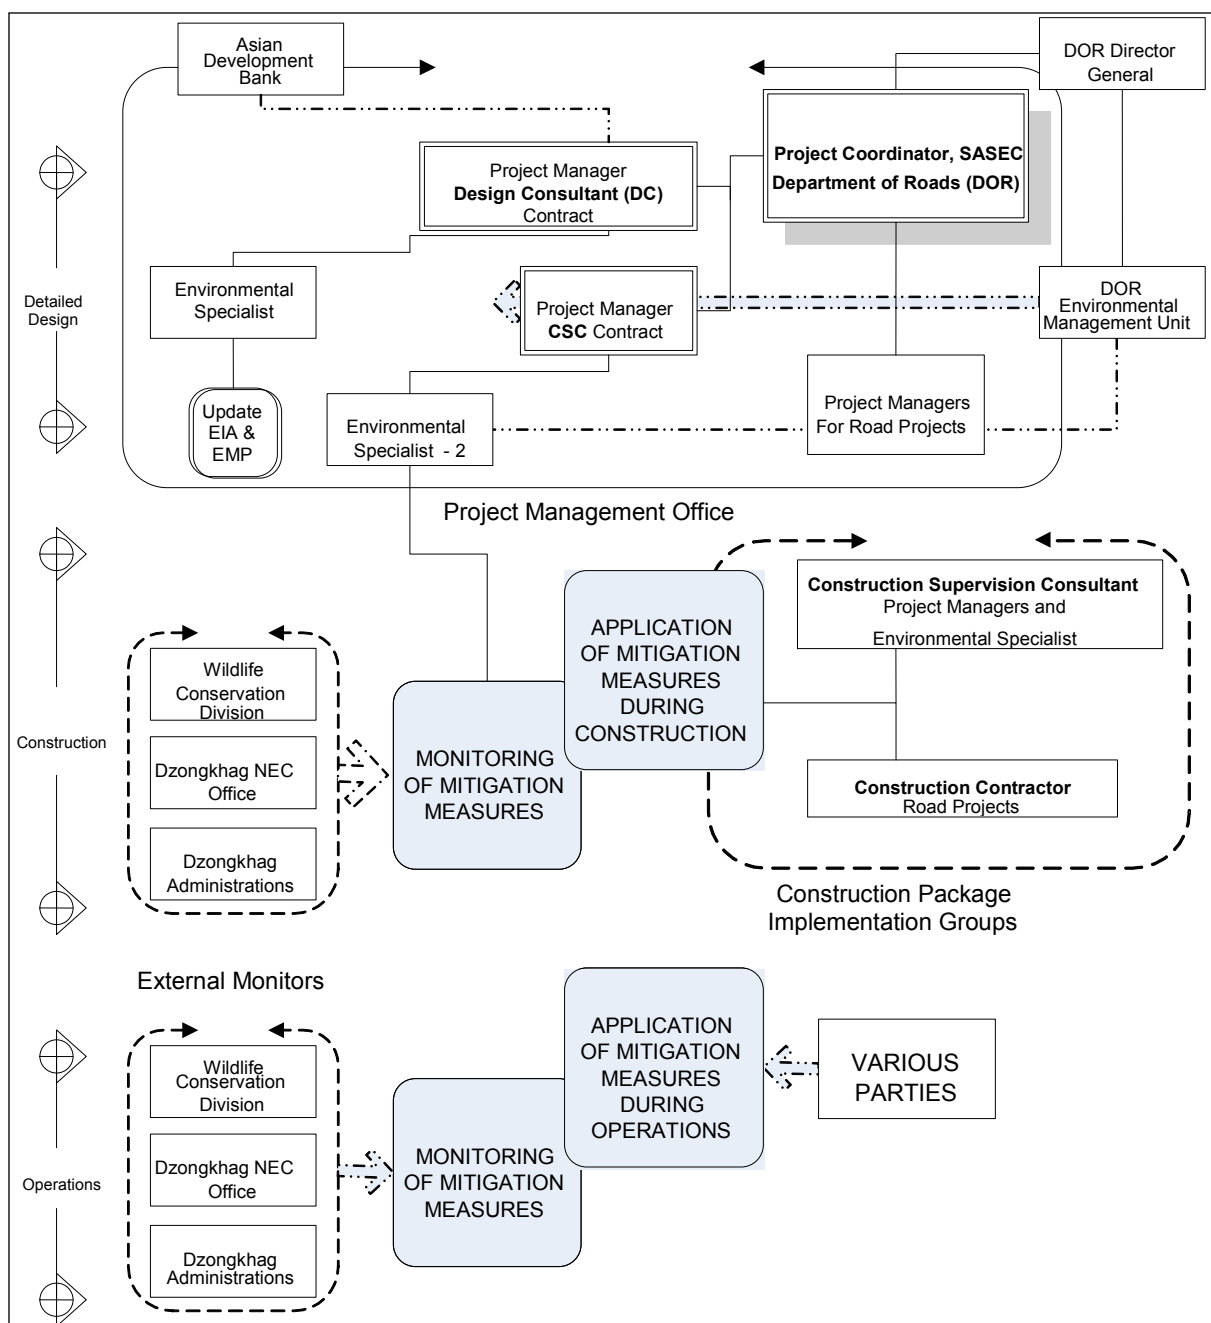 Asian
Development
Bank
DOR Director
General
Project Manager
Design Consultant (DC)
Contract
Project Coordinator, SASEC
Department of Roads (DOR)
Detailed
Design
Environmental
Specialist
Project Manager
CSC Contract
DOR
Environmental
Management Unit
Update
EIA &
EMP
Environmental
Specialist - 2
Project Managers
For Road Projects
Project Management Office
Construction
Wildlife
Conservation
Division
Dzongkhag NEC
Office
Dzongkhag
Administrations
MONITORING
OF MITIGATION
MEASURES
APPLICATION
OF MITIGATION
MEASURES
DURING
CONSTRUCTION
Construction Supervision Consultant
Project Managers and
Environmental Specialist
Construction Contractor
Road Projects
Construction Package
Implementation Groups
External Monitors
Operations
Wildlife
Conservation
Division
Dzongkhag NEC
Office
Dzongkhag
Administrations
MONITORING
OF MITIGATION
MEASURES
APPLICATION
OF MITIGATION
MEASURES
DURING
OPERATIONS
VARIOUS
PARTIES